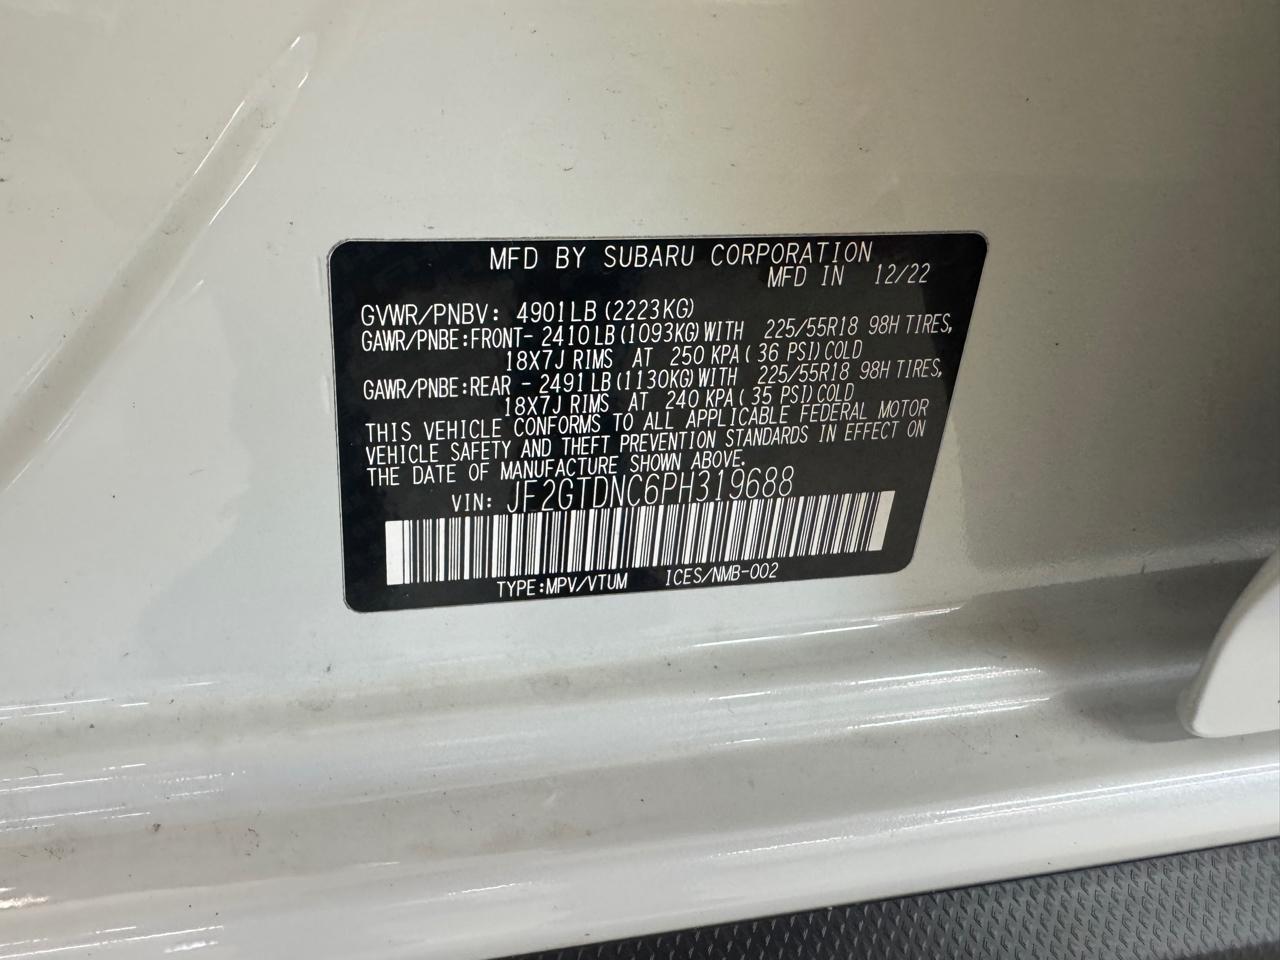 MFD BY SUBARU CORPORATION
MFD IN 12/22
GVWR/PNBV: 4901LB(2223KG)
GAWR/PNBE:FRONT- 2410LB(1093KG)WITH 225/55R18 98H TIRES,
18X7J RIMS AT 250 KPA( 36 PSI)COLD
GAWR/PNBE:REAR - 2491LB(1130KG)WITH 225/55R18 98H TIRES,
18X7J RIMS AT 240 KPA( 35 PSI)COLD
THIS VEHICLE CONFORMS TO ALL APPLICABLE FEDERAL MOTOR
VEHICLE SAFETY AND THEFT PREVENTION STANDARDS IN EFFECT ON
THE DATE OF MANUFACTURE SHOWN ABOVE.
VIN: JF2GTDNC6PH319688
TYPE:MPV/VTUM ICES/NMB-002